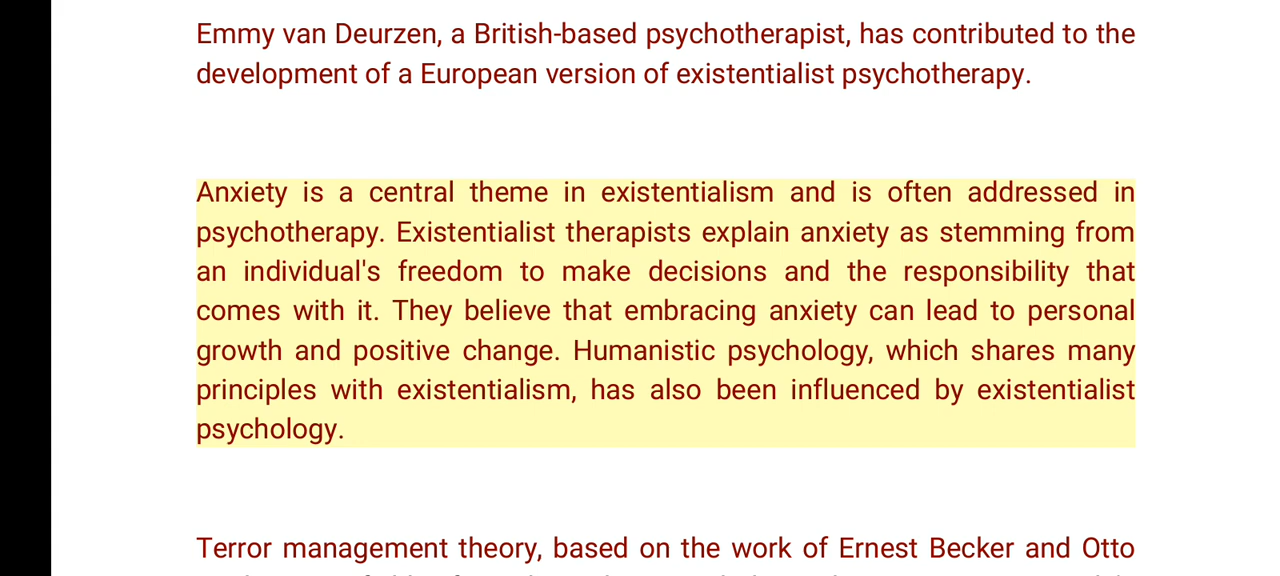 Emmy van Deurzen, a British-based psychotherapist, has contributed to the
development of a European version of existentialist psychotherapy.
Anxiety is a central theme in existentialism and is often addressed in
psychotherapy. Existentialist therapists explain anxiety as stemming from
an individual's freedom to make decisions and the responsibility that
comes with it. They believe that embracing anxiety can lead to personal
growth and positive change. Humanistic psychology, which shares many
principles with existentialism, has also been influenced by existentialist
psychology.
Terror management theory, based on the work of Ernest Becker and Otto